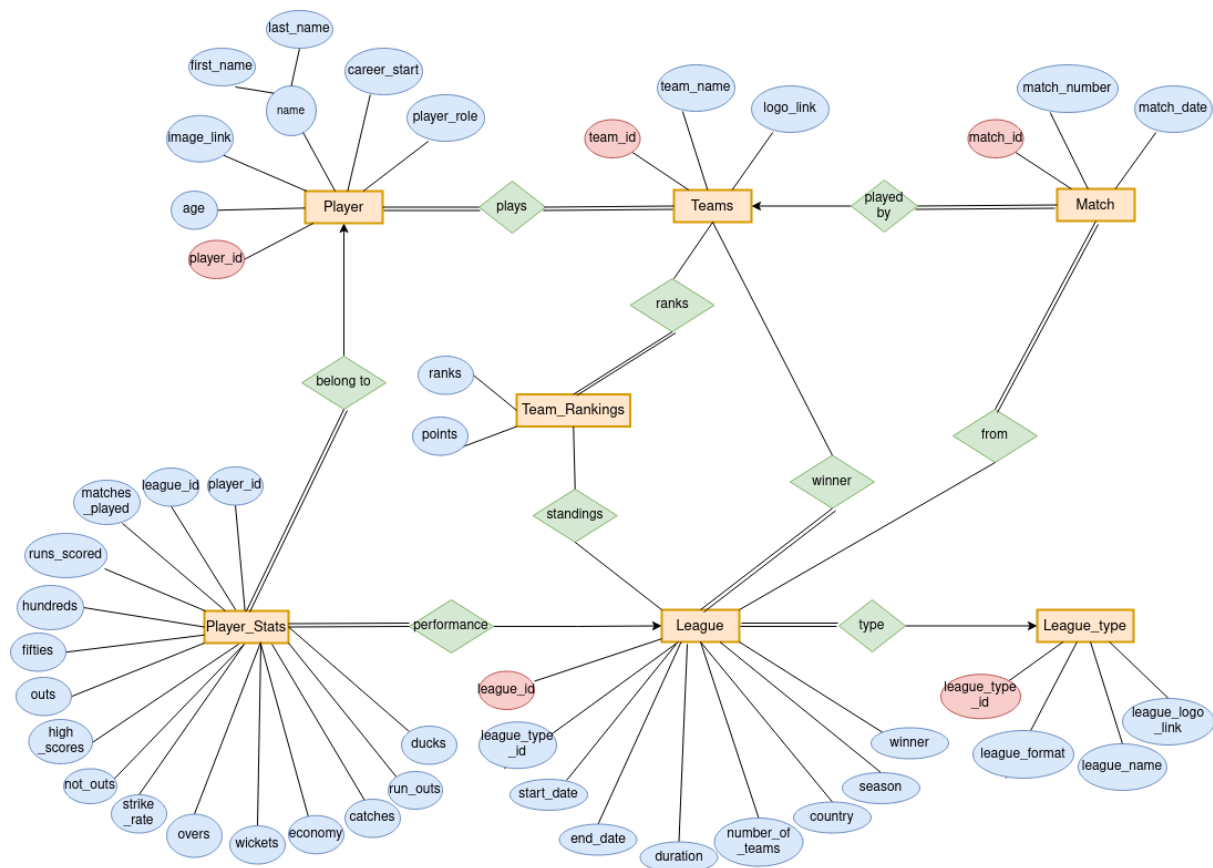 last_name
first_name
career_start
name
player_role
image_link
age
player_id
Player
plays
team_name
logo_link
team_id
Teams
played
by
match_number
match_date
match_id
Match
ranks
belong to
ranks
points
Team_Rankings
from
winner
standings
matches
_played
league_id
player_id
runs_scored
hundreds
fifties
outs
high
_scores
not_outs
strike
_rate
overs
wickets
economy
catches
run_outs
ducks
Player_Stats
performance
League
type
League_type
league_id
league_type
_id
start_date
end_date
duration
number_of
_teams
country
season
winner
league_type
_id
league_format
league_name
league_logo
_link